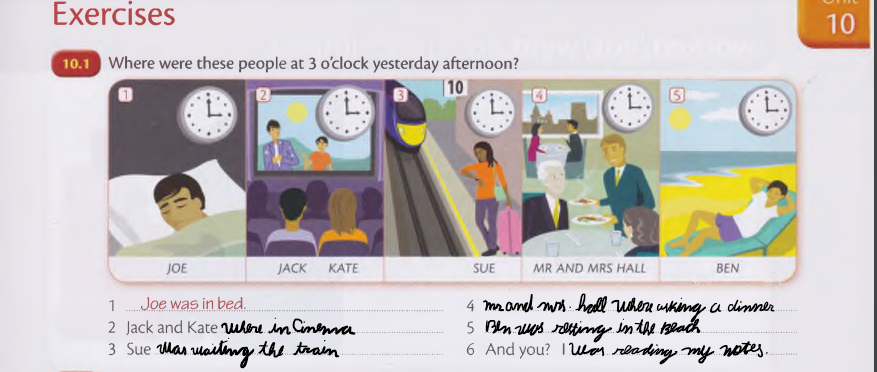 Exercises
Unit
10
10.1 Where were these people at 3 o'clock yesterday afternoon?
1
2
3
10
4
5
JOE
JACK KATE
SUE
MR AND MRS HALL
BEN
1 Joe was in bed.
2 Jack and Kate where in Cinema
3 Sue Was waiting the train
4 mr and mrs. hall Where asking a dinner
5 Ben was resting in the Beach
6 And you? I Was reading my notes.